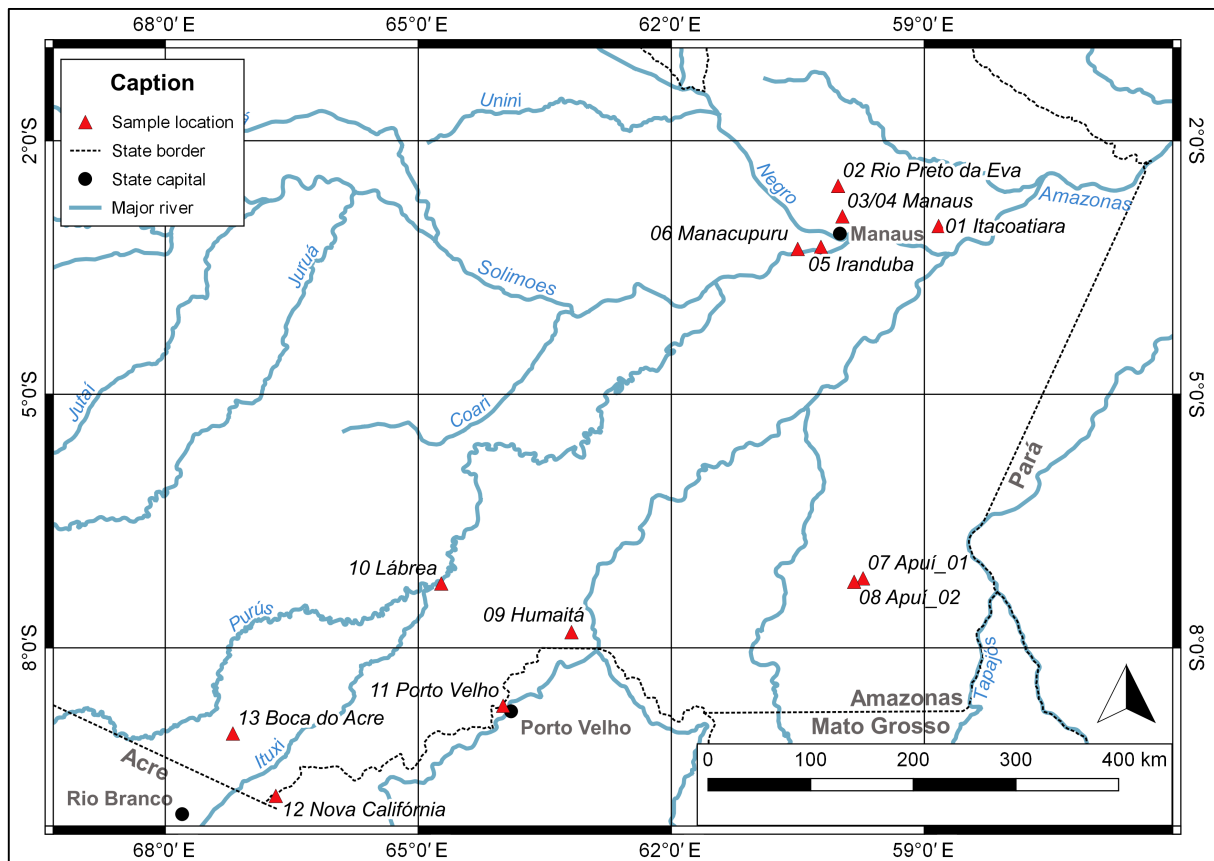 68°0' E 65°0' E 62°0' E 59°0' E
Caption
Sample location
State border
State capital
Major river
Unini
2°0'S 2°0'S
02 Rio Preto da Eva
Negro
03/04 Manaus
Amazonas
06 Manacupuru
Manaus
01 Itacoatiara
05 Iranduba
Juruá
Solimoes
Jutaí
Coari
5°0'S 5°0'S
Pará
10 Lábrea
07 Apuí_01
08 Apuí_02
Purús
09 Humaitá
8°0'S 8°0'S
Tapajós
11 Porto Velho
Amazonas
13 Boca do Acre
Porto Velho
Mato Grosso
Ituxi
Acre
0 100 200 300 400 km
Rio Branco
12 Nova Califórnia
68°0' E 65°0' E 62°0' E 59°0' E